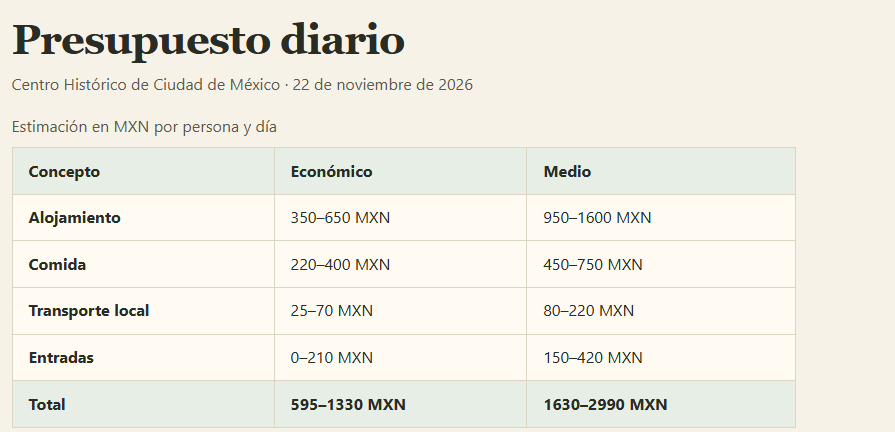 Presupuesto diario
Centro Histórico de Ciudad de México · 22 de noviembre de 2026
Estimación en MXN por persona y día
Concepto Económico Medio
Alojamiento 350–650 MXN 950–1600 MXN
Comida 220–400 MXN 450–750 MXN
Transporte local 25–70 MXN 80–220 MXN
Entradas 0–210 MXN 150–420 MXN
Total 595–1330 MXN 1630–2990 MXN